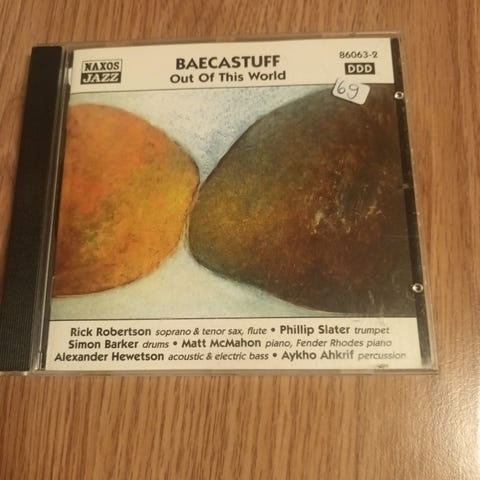 NAXOS
JAZZ
BAECASTUFF
Out Of This World
86063-2
DDD
169
Rick Robertson soprano & tenor sax, flute • Phillip Slater trumpet
Simon Barker drums • Matt McMahon piano, Fender Rhodes piano
Alexander Hewetson acoustic & electric bass • Aykho Ahkrif percussion